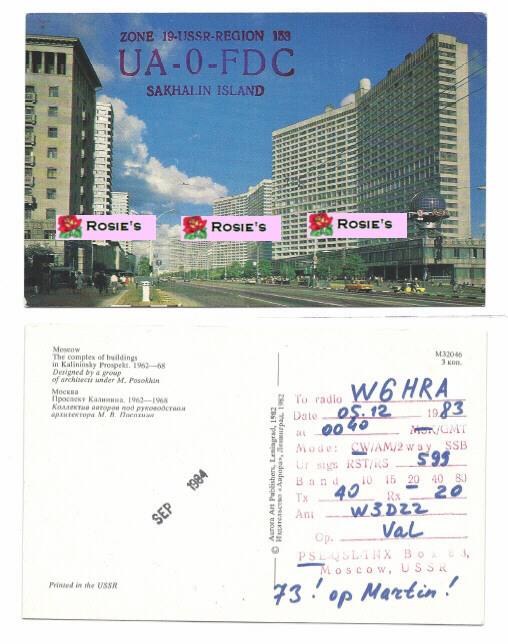 ZONE 19-USSR-REGION 153
UA-0-FDC
SAKHALIN ISLAND
ROSIE'S ROSIE'S ROSIE'S
Moscow
The complex of buildings
in Kalininsky Prospekt. 1962—68
Designed by a group
of architects under M. Posokhin
Москва
Проспект Калинина. 1962—1968
Коллектив авторов под руководством
архитектора М. В. Посохина
SEP 1984
Printed in the USSR
© Aurora Art Publishers, Leningrad, 1982
Издательство «Аврора», Ленинград, 1982
М32046
3 коп.
To radio W6HRA
Date 05.12 1983
at 0040 MSK/GMT
Mode: CW/AM/2way SSB
Ur sigs RST/RS 599
Band 10 15 20 40 80
Tx 40 Rx 20
Ant W3DZZ
Op. Val
PSE-QSL-TNX Box 88,
Moscow, USSR
73! op Martin!